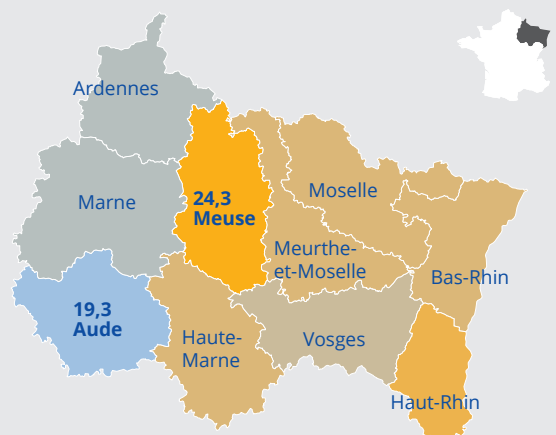 Ardennes
Marne
24,3
Meuse
Moselle
Meurthe-
et-Moselle
Bas-Rhin
19,3
Aude
Haute-
Marne
Vosges
Haut-Rhin